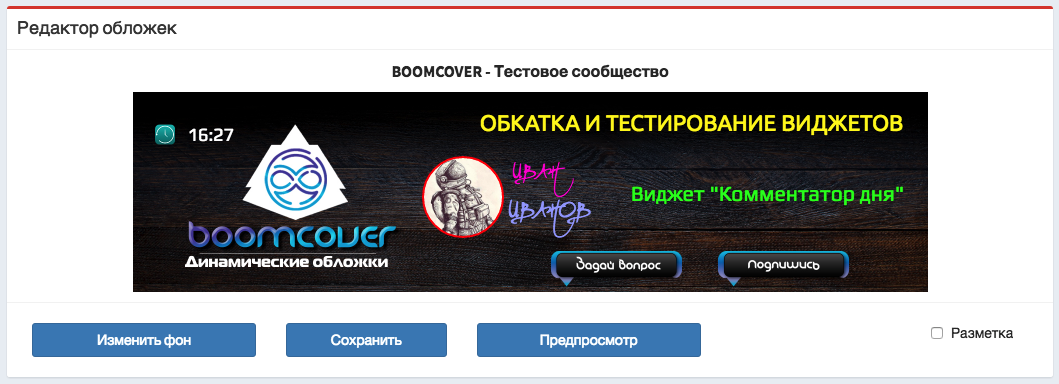 Редактор обложек
BOOMCOVER - Тестовое сообщество
16:27
ОБКАТКА И ТЕСТИРОВАНИЕ ВИДЖЕТОВ
Иван
Иванов
Виджет "Комментатор дня"
boomcover
Динамические обложки
Задай вопрос
Подпишись
Изменить фон
Сохранить
Предпросмотр
Разметка